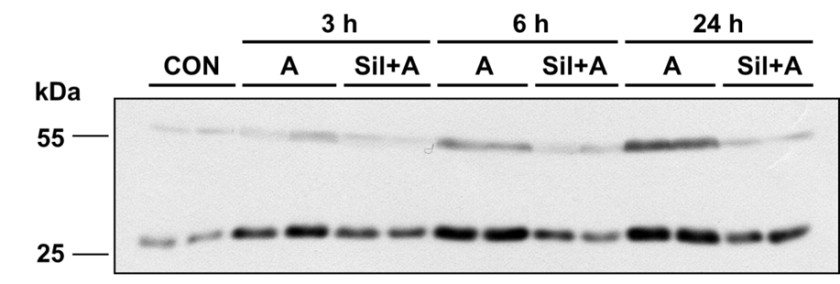 3 h 6 h 24 h
CON A Sil+A A Sil+A A Sil+A
kDa
55
25